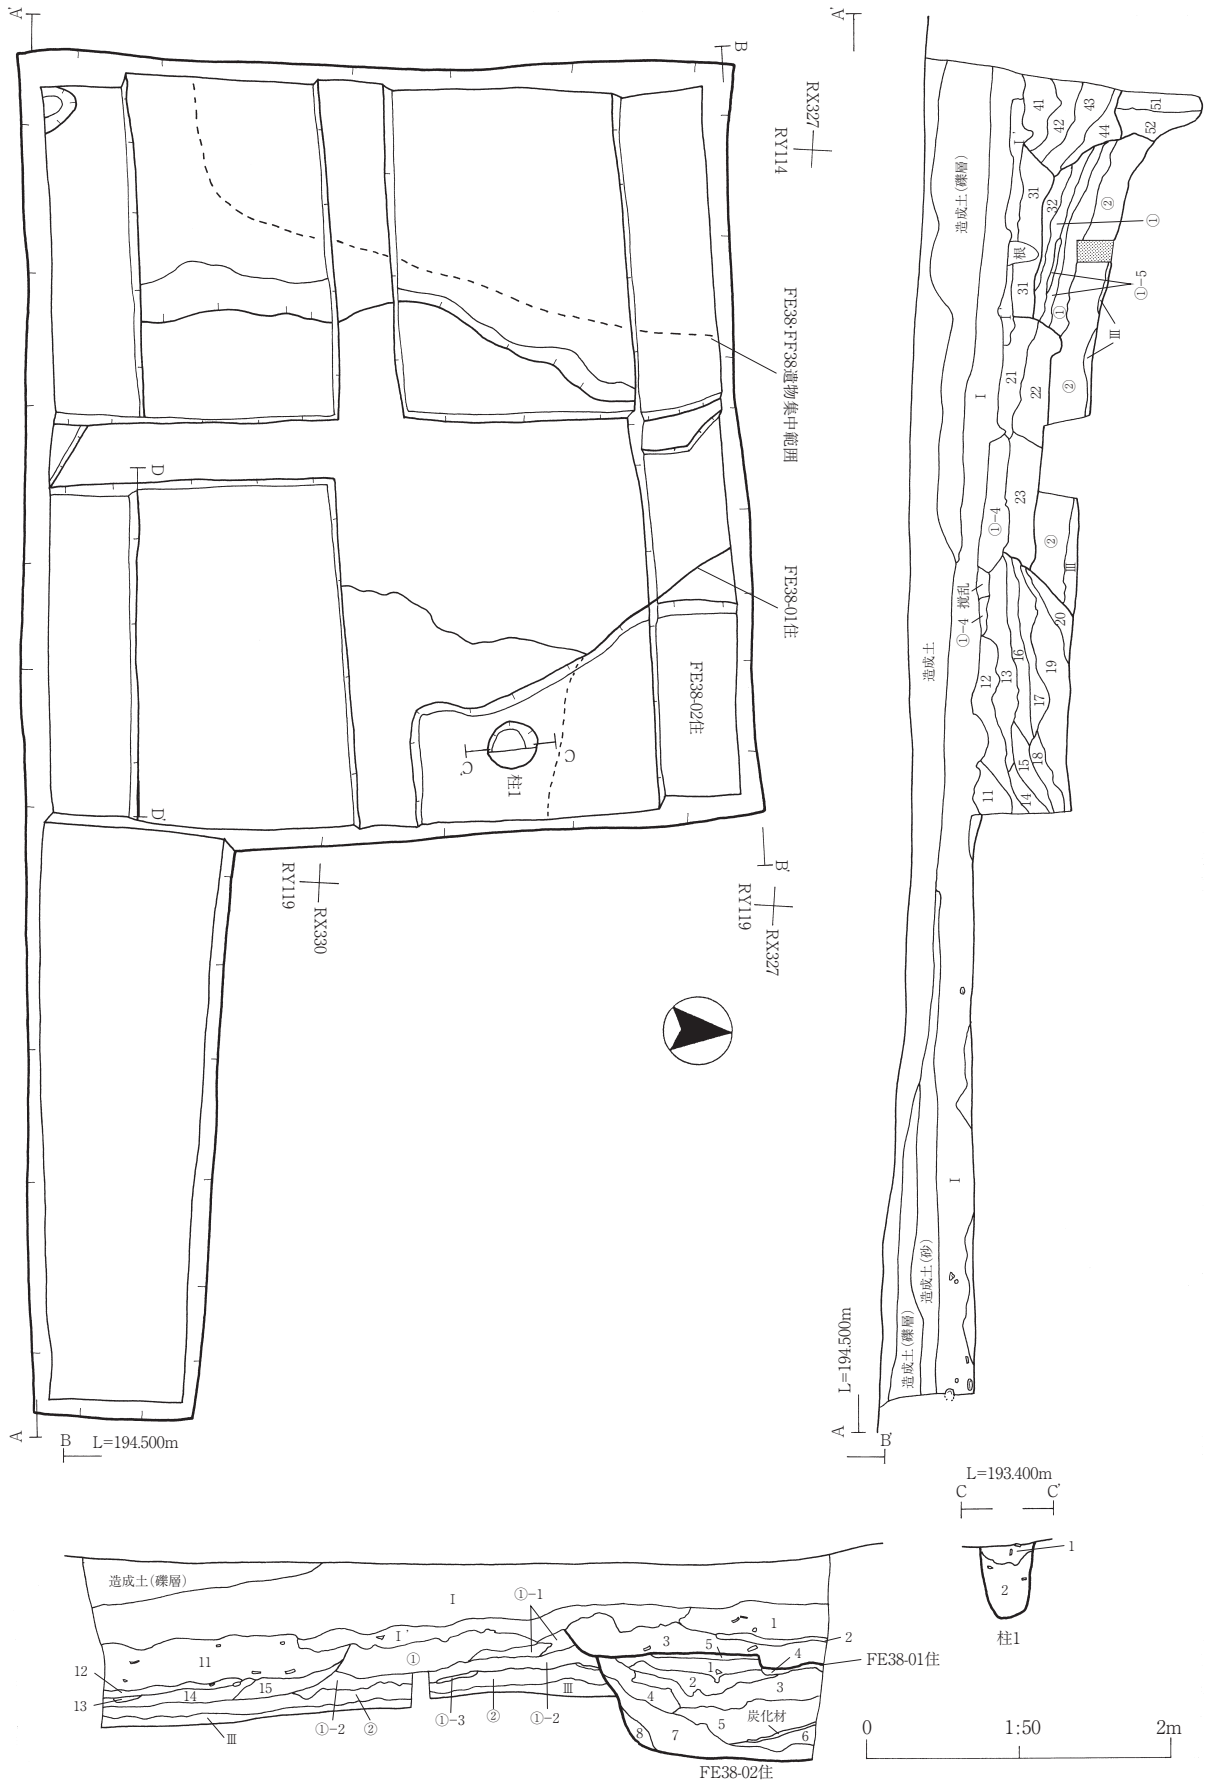 A'
B
RX327
RY114
FE38･FF38遺物集中範囲
FE38-01住
FE38-02住
D
D'
C
C'
柱1
B'
RY119
RX330
RY119
RX327
A
A'
造成土(礫層)
41
42
43
44
51
52
Ⅰ'
31
32
②
①
根
31
①-5
①
Ⅲ
Ⅰ'
21
22
②
Ⅰ
23
①-4
②
Ⅲ
撹乱
①-4
造成土
20
16
19
12
13
17
18
15
11
14
Ⅰ
造成土(砂)
造成土(礫層)
L=194.500m
A
B
L=194.500m
B'
造成土(礫層)
Ⅰ
①-1
Ⅰ'
①
1
2
3
5
4
FE38-01住
11
12
13
14
15
①-2
②
Ⅲ
①-3
②
①-2
Ⅲ
1
2
3
4
5
炭化材
6
7
8
FE38-02住
L=193.400m
C
C'
1
2
柱1
0
1:50
2m